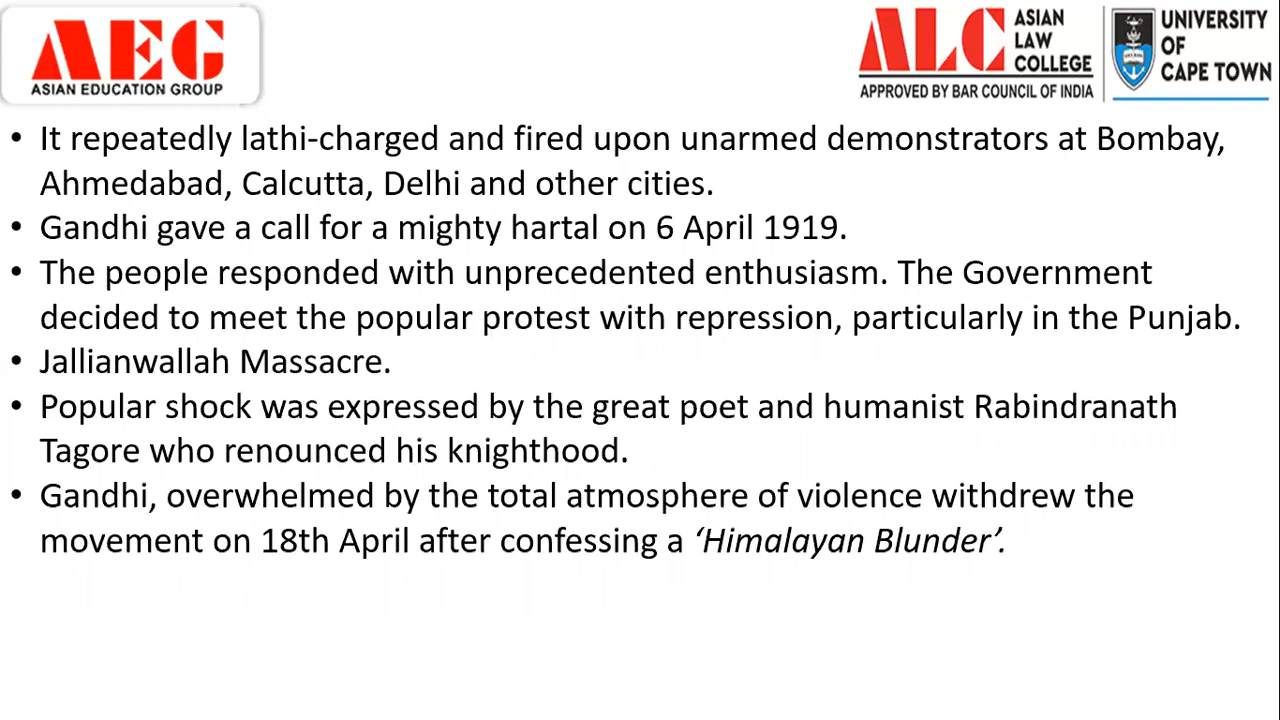 AEG
ASIAN EDUCATION GROUP
ALC
ASIAN
LAW
COLLEGE
APPROVED BY BAR COUNCIL OF INDIA
UNIVERSITY
OF
CAPE TOWN
• It repeatedly lathi-charged and fired upon unarmed demonstrators at Bombay,
Ahmedabad, Calcutta, Delhi and other cities.
• Gandhi gave a call for a mighty hartal on 6 April 1919.
• The people responded with unprecedented enthusiasm. The Government
decided to meet the popular protest with repression, particularly in the Punjab.
• Jallianwallah Massacre.
• Popular shock was expressed by the great poet and humanist Rabindranath
Tagore who renounced his knighthood.
• Gandhi, overwhelmed by the total atmosphere of violence withdrew the
movement on 18th April after confessing a ‘Himalayan Blunder’.